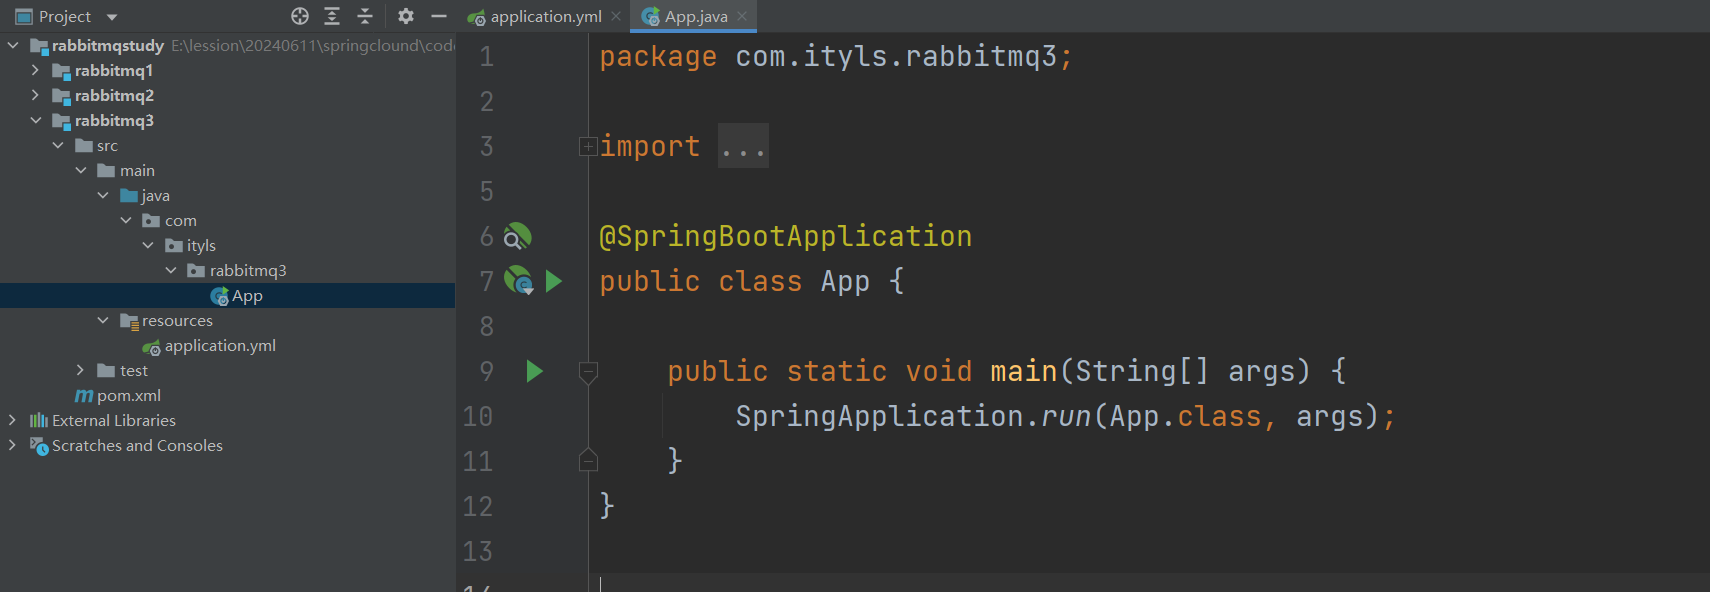 Project
application.yml
App.java
rabbitmqstudy E:\lession\20240611\springclound\code
rabbitmq1
rabbitmq2
rabbitmq3
src
main
java
com
ityls
rabbitmq3
App
resources
application.yml
test
pom.xml
External Libraries
Scratches and Consoles
1 package com.ityls.rabbitmq3;
2
3 import ...
5
6 @SpringBootApplication
7 public class App {
8
9 public static void main(String[] args) {
10 SpringApplication.run(App.class, args);
11 }
12 }
13
14